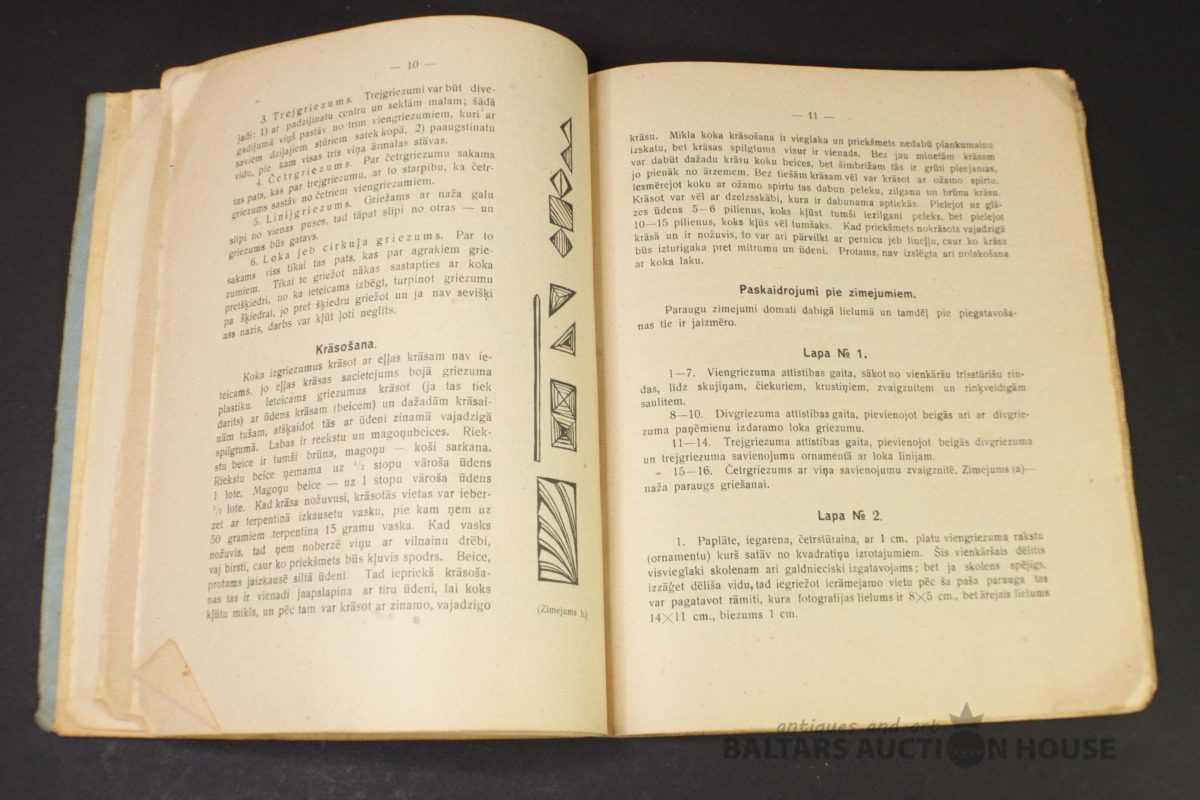 — 10 —
3. Trejgriezums. Trejgriezumi var būt dive-
jadi: 1) ar padziļinatu centru un seklām malam; šādā
gadijumā viņš pastāv no trim viengriezumiem, kuri ar
saviem dziļajiem stūriem satek kopā, 2) paaugstinatu
vidu, pie kam visas tris viņa ārmalas stāvas.
4. Četrgriezums. Par četrgriezumu sakams
tas pats, kas par trejgriezumu, ar to starpibu, ka četr-
griezums sastāv no četriem viengriezumiem.
5. Linijgriezums. Griežams ar naža galu
slīpi no vienas puses, tad tāpat slīpi no otras — un
griezums būs gatavs.
6. Loka jeb cirkuļa griezums. Par to
sakams viss tikai tas pats, kas par agrakiem grie-
zumiem. Tikai te griežot nākas sastapties ar koka
pretšķiedri, no ka ieteicams izbēgt, turpinot griezumu
pa šķiedrai, jo pret šķiedru griežot un ja nav sevišķi
ass nazis, darbs var kļūt ļoti neglīts.
Krāsošana.
Koka izgriezumus krāsot ar eļļas krāsam nav ie-
teicams, jo eļļas krāsas sacietejums bojā griezuma
plastiku. Ieteicams griezumus krāsot (ja tas tiek
darits) ar ūdens krāsam (beicem) un dažadām krāsai-
nām tušam, atšķaidot tās ar ūdeni zinamā vajadzigā
spilgtumā. Labas ir reekstu un magoņubeices. Riek-
stu beice ir tumši brūna, magoņu — koši sarkana.
Riekstu beice ņemama uz ½ stopu vāroša ūdens
1 lote. Magoņu beice — uz 1 stopu vāroša ūdens
½ lote. Kad krāsa nožuvusi, krāsotās vietas var ieber-
zet ar terpentinā izkausetu vasku, pie kam ņem uz
50 gramiem terpentina 15 gramu vaska. Kad vasks
nožuvis, tad ņem noberzē viņu ar vilnainu drēbi,
vaj birsti, caur ko priekšmets būs kļuvis spodrs. Beice,
protams jaizkausē siltā ūdeni. Tad iepriekš krāsoša-
nas tas ir vienadi jaapslapina ar tiru ūdeni, lai koks
kļūtu mikls, un pēc tam var krāsot ar zinamo, vajadzigo
(Zimejums b.)
— 11 —
krāsu. Mikla koka krāsošana ir vieglaka un priekšmets nedabū plankumainu
izskatu, bet krāsas spilgtums visur ir vienads. Bez jau minetām krāsam
var dabūt dažadu krāsu koku beices, bet šimbrižam tās ir grūti pieejamas,
jo pienāk no ārzemem. Bez tiešām krāsam vēl var krāsot ar ožamo spirtu.
Iesmērejot koku ar ožamo spirtu tas dabun peleku, zilganu un brūnu krāsu.
Krāsot var vēl ar dzelzsskābi, kura ir dabunama aptiekās. Pielejot uz glā-
zes ūdens 5—6 pilienus, koks kļūst tumši iezilgani peleks, bet pielejot
10—15 pilienus, koks kļūs vēl tumšaks. Kad priekšmets nokrāsots vajadzigā
krāsā un ir nožuvis, to var ari pārvilkt ar pernicu jeb lineļļu, caur ko krāsa
būs izturigaka pret mitrumu un ūdeni. Protams, nav izslēgta ari nolakošana
ar koka laku.
Paskaidrojumi pie zimejumiem.
Paraugu zimejumi domati dabigā lielumā un tamdēļ pie piegatavoša-
nas tie ir jaizmēro.
Lapa № 1.
1—7. Viengriezuma attistibas gaita, sākot no vienkāršu trisstūrišu rin-
das, lidz skujiņam, čiekuriem, krustiņiem, zvaigznitem un riņķveidigām
saulitem.
8—10. Divgriezuma attistibas gaita, pievienojot beigās ari ar divgrie-
zuma paņēmienu izdaramo loka griezumu.
11—14. Trejgriezuma attistibas gaita, pievienojot beigās divgriezuma
un trejgriezuma savienojumu ornamentā ar loka linijam.
15—16. Četrgriezums ar viņa savienojumu zvaigznitē. Zimejums (a)—
naža paraugs griešanai.
Lapa № 2.
1. Paplāte, iegarena, četrstūraina, ar 1 cm. platu viengriezuma rakstu
(ornamentu) kurš satāv no kvadratiņu izrotajumiem. Šis vienkāršais dēlitis
visvieglaki skolenam ari galdnieciski izgatavojams; bet ja skolens spējigs,
izzāģet dēliša vidu, tad iegriežot ierāmejamo vietu pēc ša paša parauga tas
var pagatavot rāmiti, kura fotografijas lielums ir 8×5 cm., bet ārejais lielums
14×11 cm., biezums 1 cm.
antiques and art
BALTARS AUCTION HOUSE